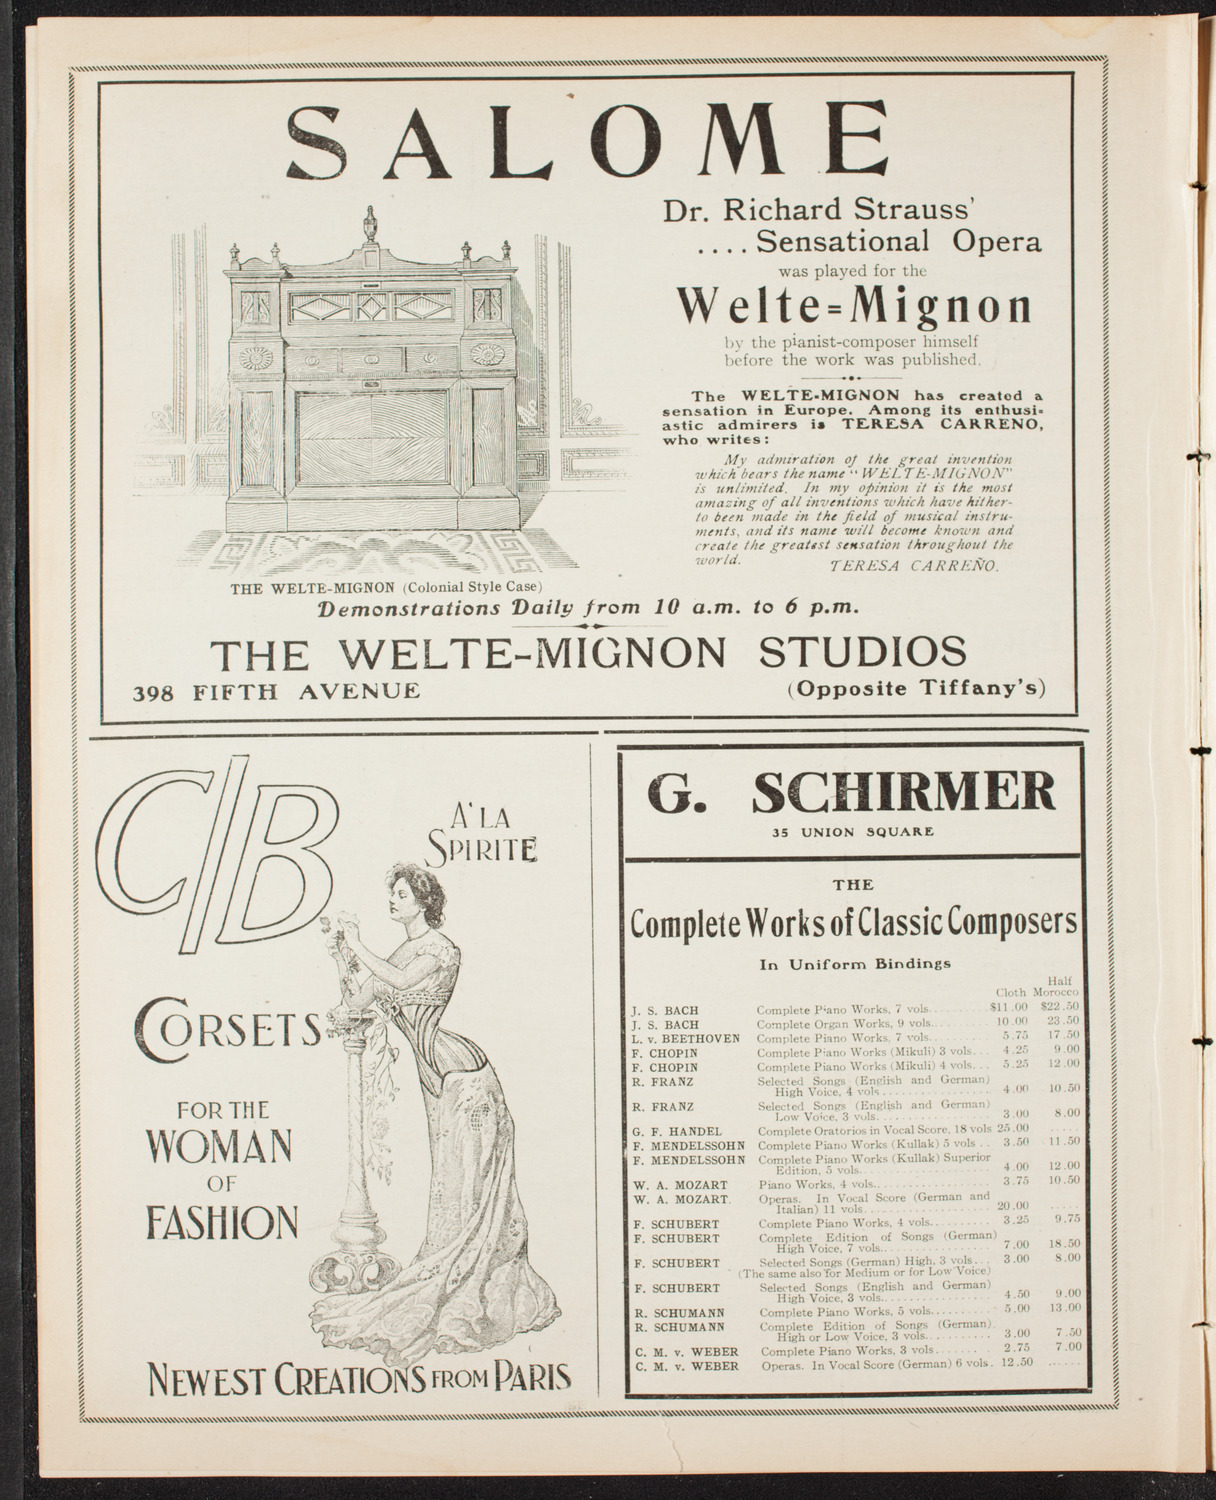 SALOME
Dr. Richard Strauss'
.... Sensational Opera
was played for the
Welte=Mignon
by the pianist-composer himself
before the work was published.
The WELTE-MIGNON has created a
sensation in Europe. Among its enthusi=
astic admirers is TERESA CARRENO,
who writes:
My admiration of the great invention
which bears the name "WELTE-MIGNON"
is unlimited. In my opinion it is the most
amazing of all inventions which have hither-
to been made in the field of musical instru-
ments, and its name will become known and
create the greatest sensation throughout the
world. TERESA CARREÑO.
THE WELTE-MIGNON (Colonial Style Case)
Demonstrations Daily from 10 a.m. to 6 p.m.
THE WELTE-MIGNON STUDIOS
398 FIFTH AVENUE (Opposite Tiffany's)
C/B
A'LA
SPIRITE
CORSETS
FOR THE
WOMAN
OF
FASHION
NEWEST CREATIONS FROM PARIS
G. SCHIRMER
35 UNION SQUARE
THE
Complete Works of Classic Composers
In Uniform Bindings
Half
Cloth Morocco
J. S. BACH Complete Piano Works, 7 vols......... $11.00 $22.50
J. S. BACH Complete Organ Works, 9 vols......... 10.00 23.50
L. v. BEETHOVEN Complete Piano Works, 7 vols.......... 5.75 17.50
F. CHOPIN Complete Piano Works (Mikuli) 3 vols... 4.25 9.00
F. CHOPIN Complete Piano Works (Mikuli) 4 vols... 5.25 12.00
R. FRANZ Selected Songs (English and German)
High Voice, 4 vols................. 4.00 10.50
R. FRANZ Selected Songs (English and German)
Low Voice, 3 vols................. 3.00 8.00
G. F. HANDEL Complete Oratorios in Vocal Score, 18 vols 25.00 .....
F. MENDELSSOHN Complete Piano Works (Kullak) 5 vols .. 3.50 11.50
F. MENDELSSOHN Complete Piano Works (Kullak) Superior
Edition, 5 vols................... 4.00 12.00
W. A. MOZART Piano Works, 4 vols................. 3.75 10.50
W. A. MOZART. Operas. In Vocal Score (German and
Italian) 11 vols................... 20.00 .....
F. SCHUBERT Complete Piano Works, 4 vols......... 3.25 9.75
F. SCHUBERT Complete Edition of Songs (German)
High Voice, 7 vols................. 7.00 18.50
F. SCHUBERT Selected Songs (German) High, 3 vols... 3.00 8.00
(The same also for Medium or for Low Voice)
F. SCHUBERT Selected Songs (English and German)
High Voice, 3 vols................. 4.50 9.00
R. SCHUMANN Complete Piano Works, 5 vols......... 5.00 13.00
R. SCHUMANN Complete Edition of Songs (German).
High or Low Voice, 3 vols........... 3.00 7.50
C. M. v. WEBER Complete Piano Works, 3 vols....... 2.75 7.00
C. M. v. WEBER Operas. In Vocal Score (German) 6 vols. 12.50 ......